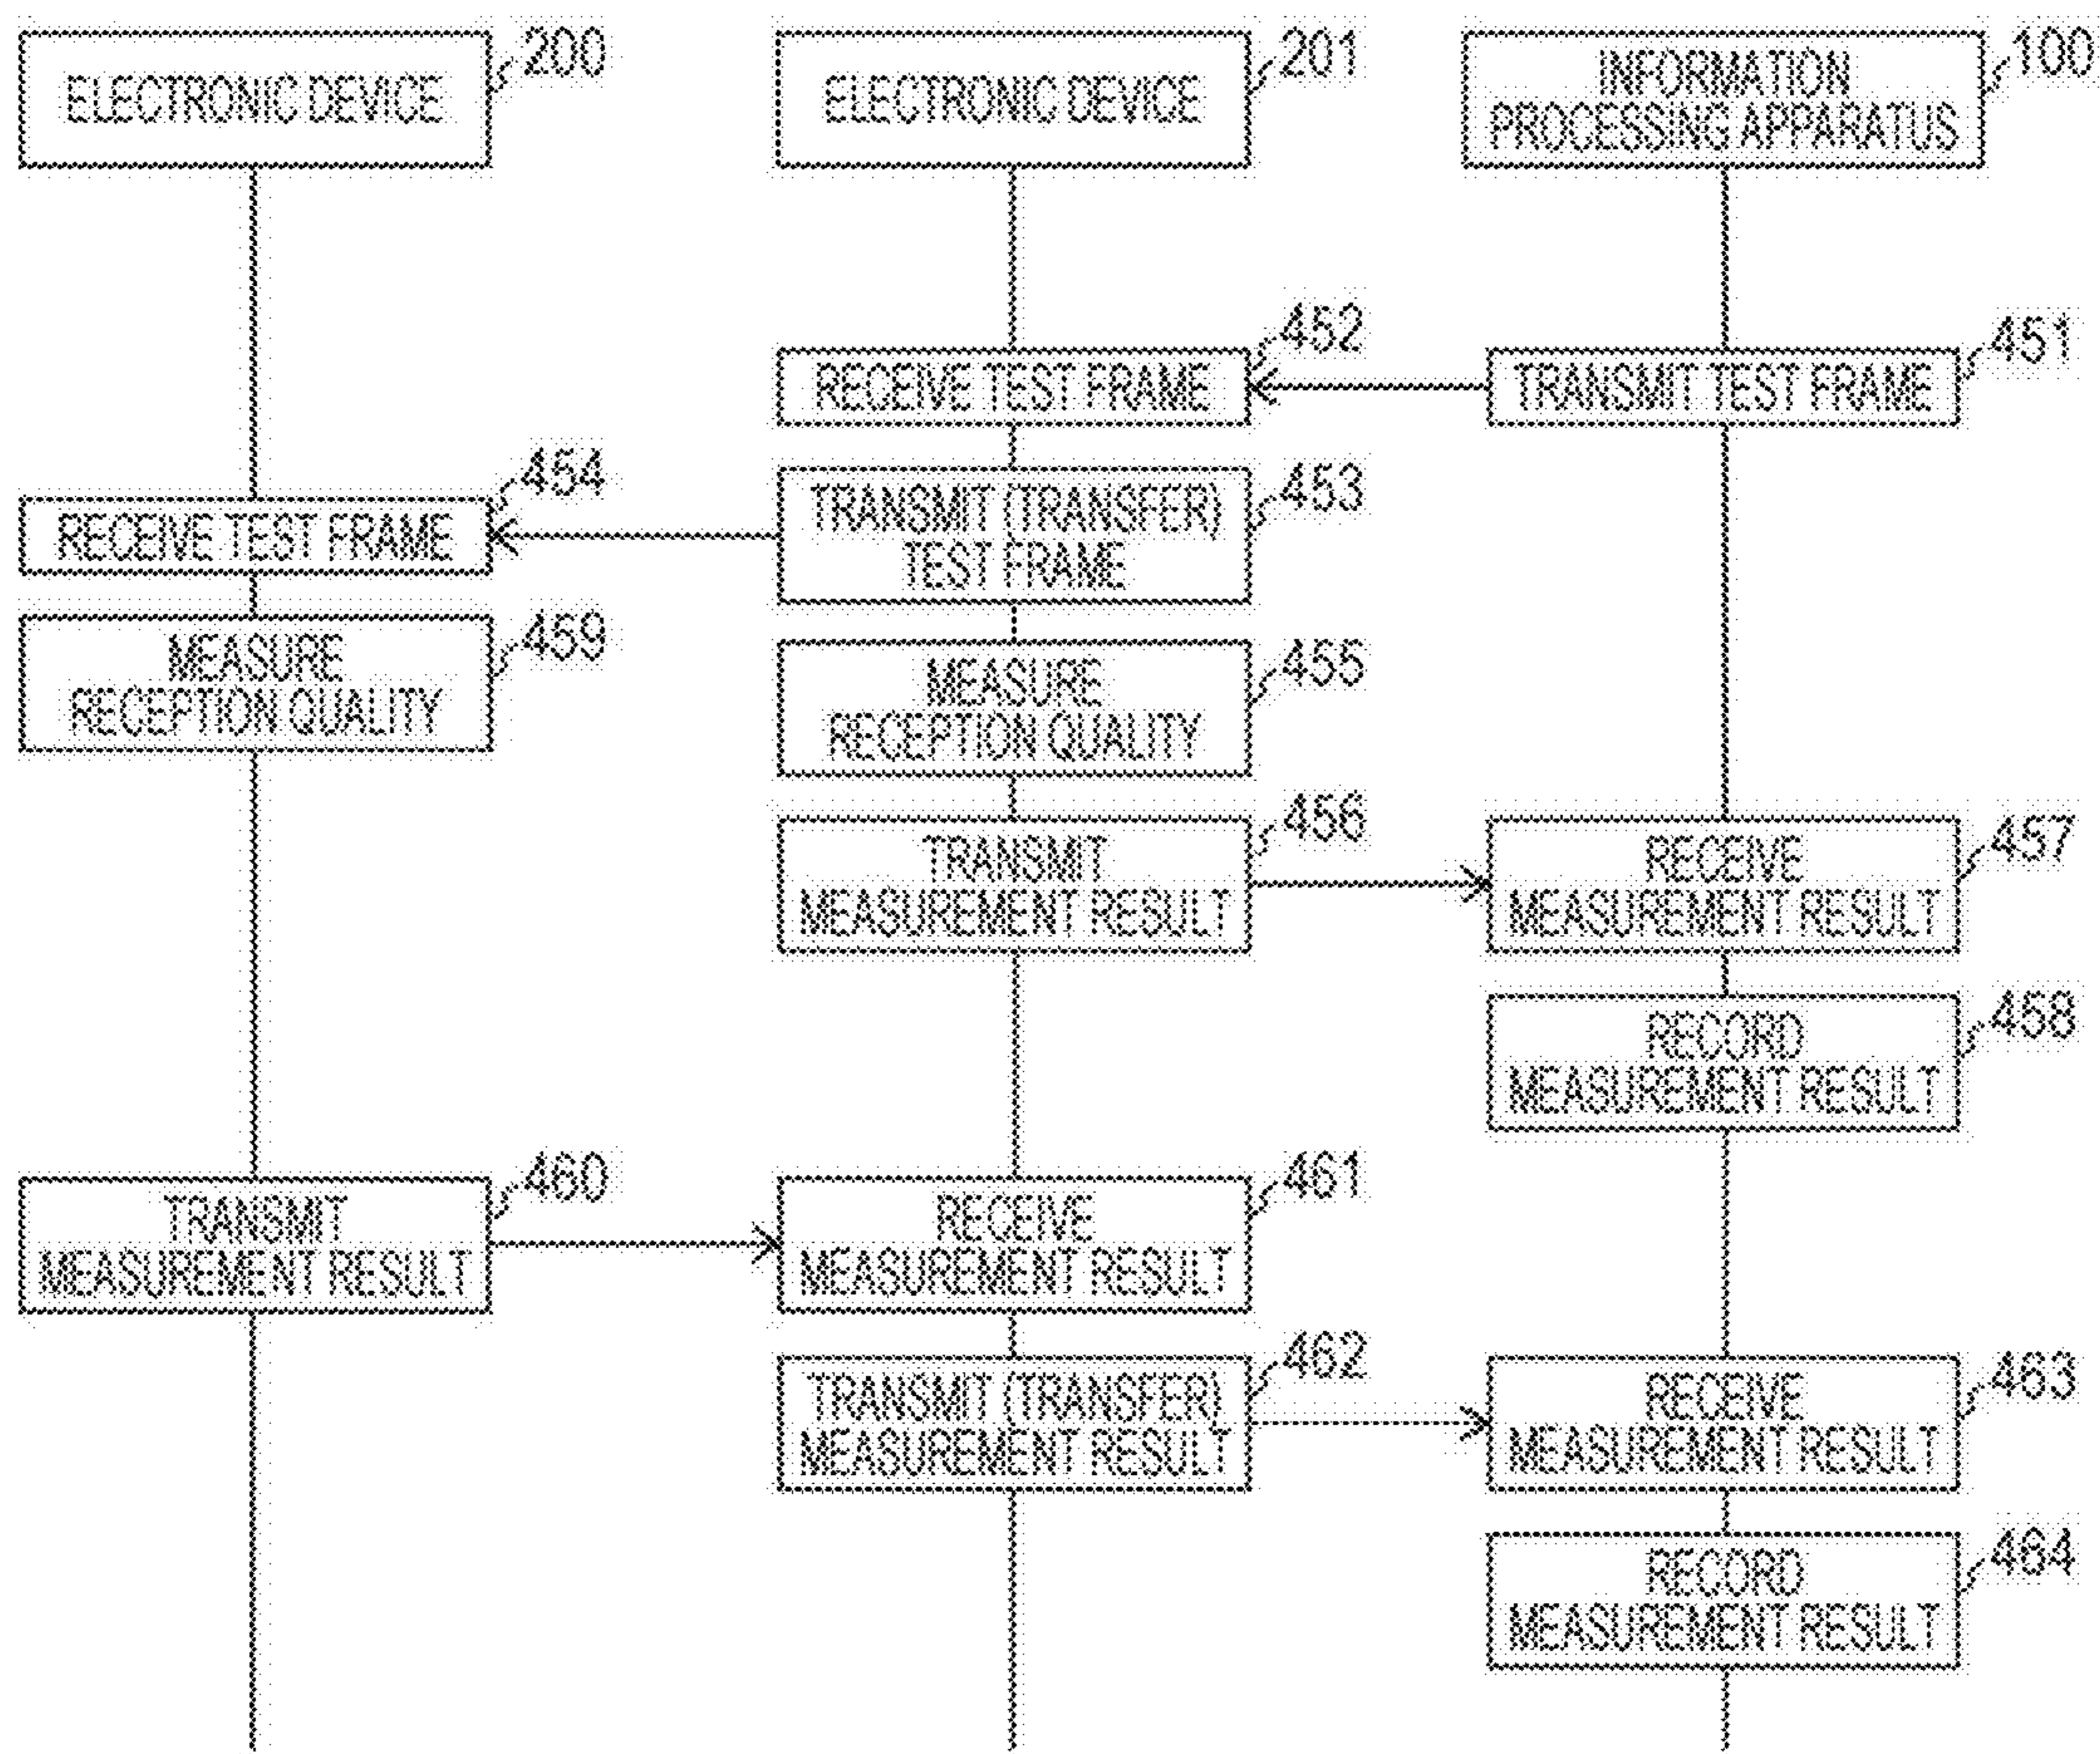 200
ELECTRONIC DEVICE
201
ELECTRONIC DEVICE
100
INFORMATION
PROCESSING APPARATUS
452
RECEIVE TEST FRAME
451
TRANSMIT TEST FRAME
454
RECEIVE TEST FRAME
453
TRANSMIT (TRANSFER)
TEST FRAME
459
MEASURE
RECEPTION QUALITY
455
MEASURE
RECEPTION QUALITY
456
TRANSMIT
MEASUREMENT RESULT
457
RECEIVE
MEASUREMENT RESULT
458
RECORD
MEASUREMENT RESULT
460
TRANSMIT
MEASUREMENT RESULT
461
RECEIVE
MEASUREMENT RESULT
462
TRANSMIT (TRANSFER)
MEASUREMENT RESULT
463
RECEIVE
MEASUREMENT RESULT
464
RECORD
MEASUREMENT RESULT